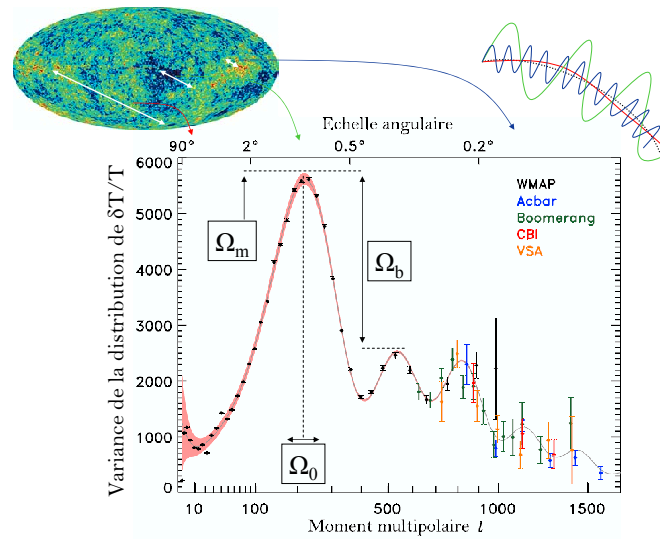 Echelle angulaire
90° 2° 0.5° 0.2°
Variance de la distribution de δT/T
6000
5000
4000
3000
2000
1000
0
Ωm
Ωb
Ω0
WMAP
Acbar
Boomerang
CBI
VSA
10 100 500 1000 1500
Moment multipolaire l